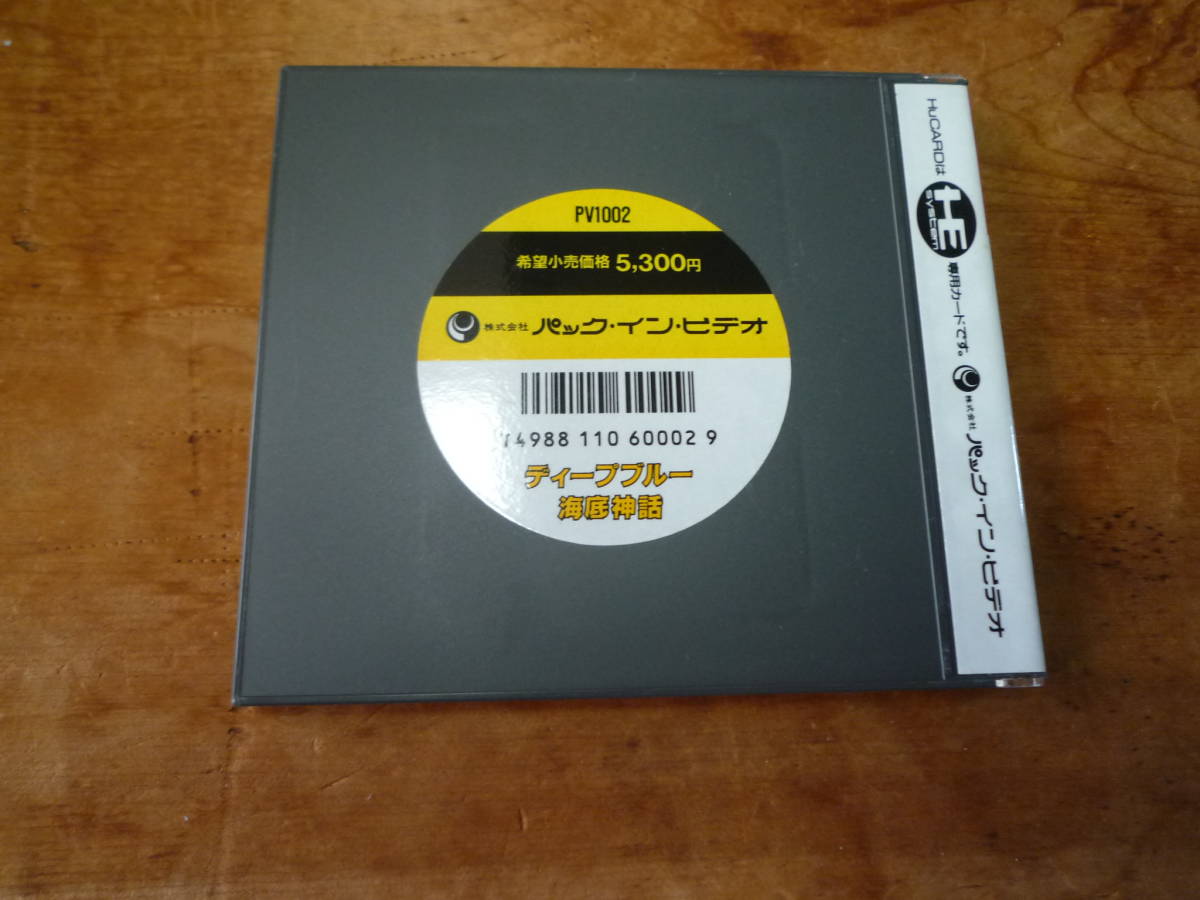 PV1002
希望小売価格 5,300円
株式会社 パック・イン・ビデオ
T4988 110 60002 9
ディープブルー
海底神話
HuCARDは HE system 専用カードです。 株式会社 パック・イン・ビデオ